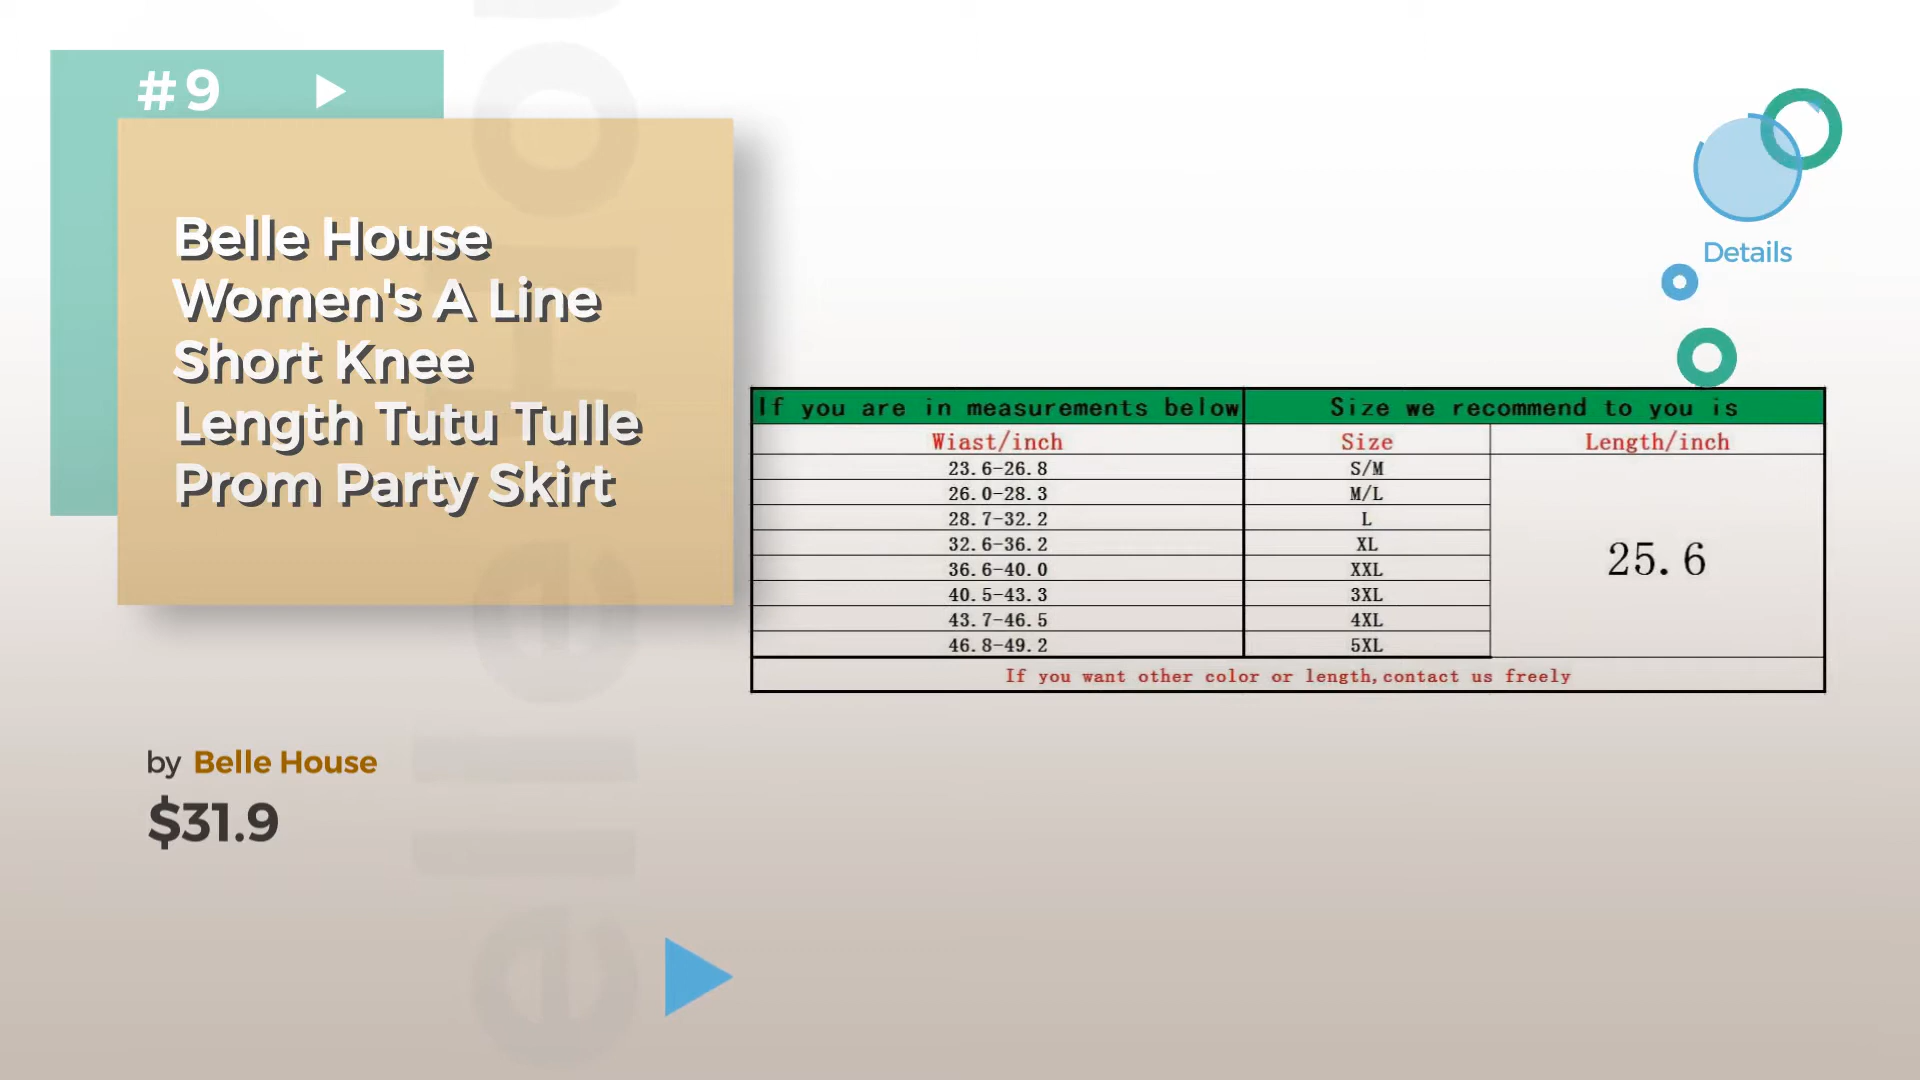 #9
Belle House
Women's A Line
Short Knee
Length Tutu Tulle
Prom Party Skirt
by Belle House
$31.9
Details
If you are in measurements below Size we recommend to you is
Wiast/inch Size Length/inch
23.6-26.8 S/M
26.0-28.3 M/L
28.7-32.2 L
32.6-36.2 XL
25.6
36.6-40.0 XXL
40.5-43.3 3XL
43.7-46.5 4XL
46.8-49.2 5XL
If you want other color or length,contact us freely
elle Hou